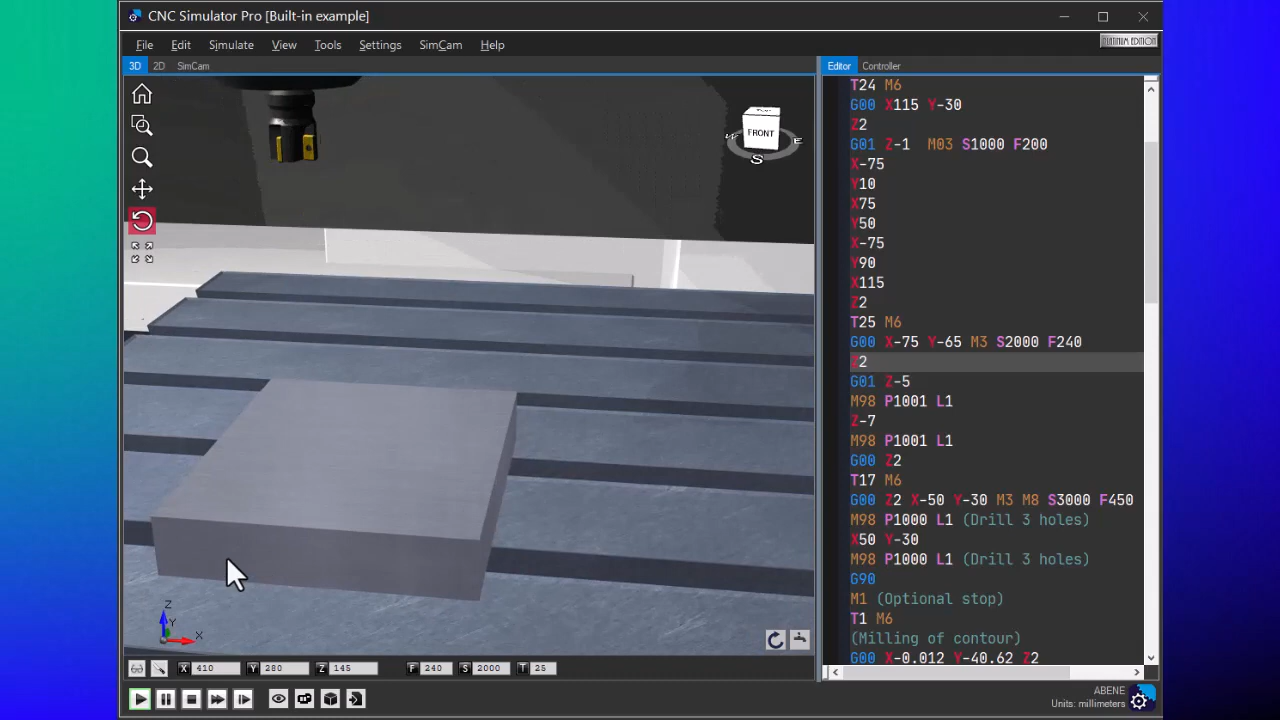 CNC Simulator Pro [Built-in example]
File Edit Simulate View Tools Settings SimCam Help
PLATINUM EDITION
3D 2D SimCam
Editor Controller
FRONT
S
E
T24 M6
G00 X115 Y-30
Z2
G01 Z-1 M03 S1000 F200
X-75
Y10
X75
Y50
X-75
Y90
X115
Z2
T25 M6
G00 X-75 Y-65 M3 S2000 F240
Z2
G01 Z-5
M98 P1001 L1
Z-7
M98 P1001 L1
G00 Z2
T17 M6
G00 Z2 X-50 Y-30 M3 M8 S3000 F450
M98 P1000 L1 (Drill 3 holes)
X50 Y-30
M98 P1000 L1 (Drill 3 holes)
G90
M1 (Optional stop)
T1 M6
(Milling of contour)
G00 X-0.012 Y-40.62 Z2
Z
Y
X
X 410 Y 280 Z 145 F 240 S 2000 T 25
ABENE
Units: millimeters